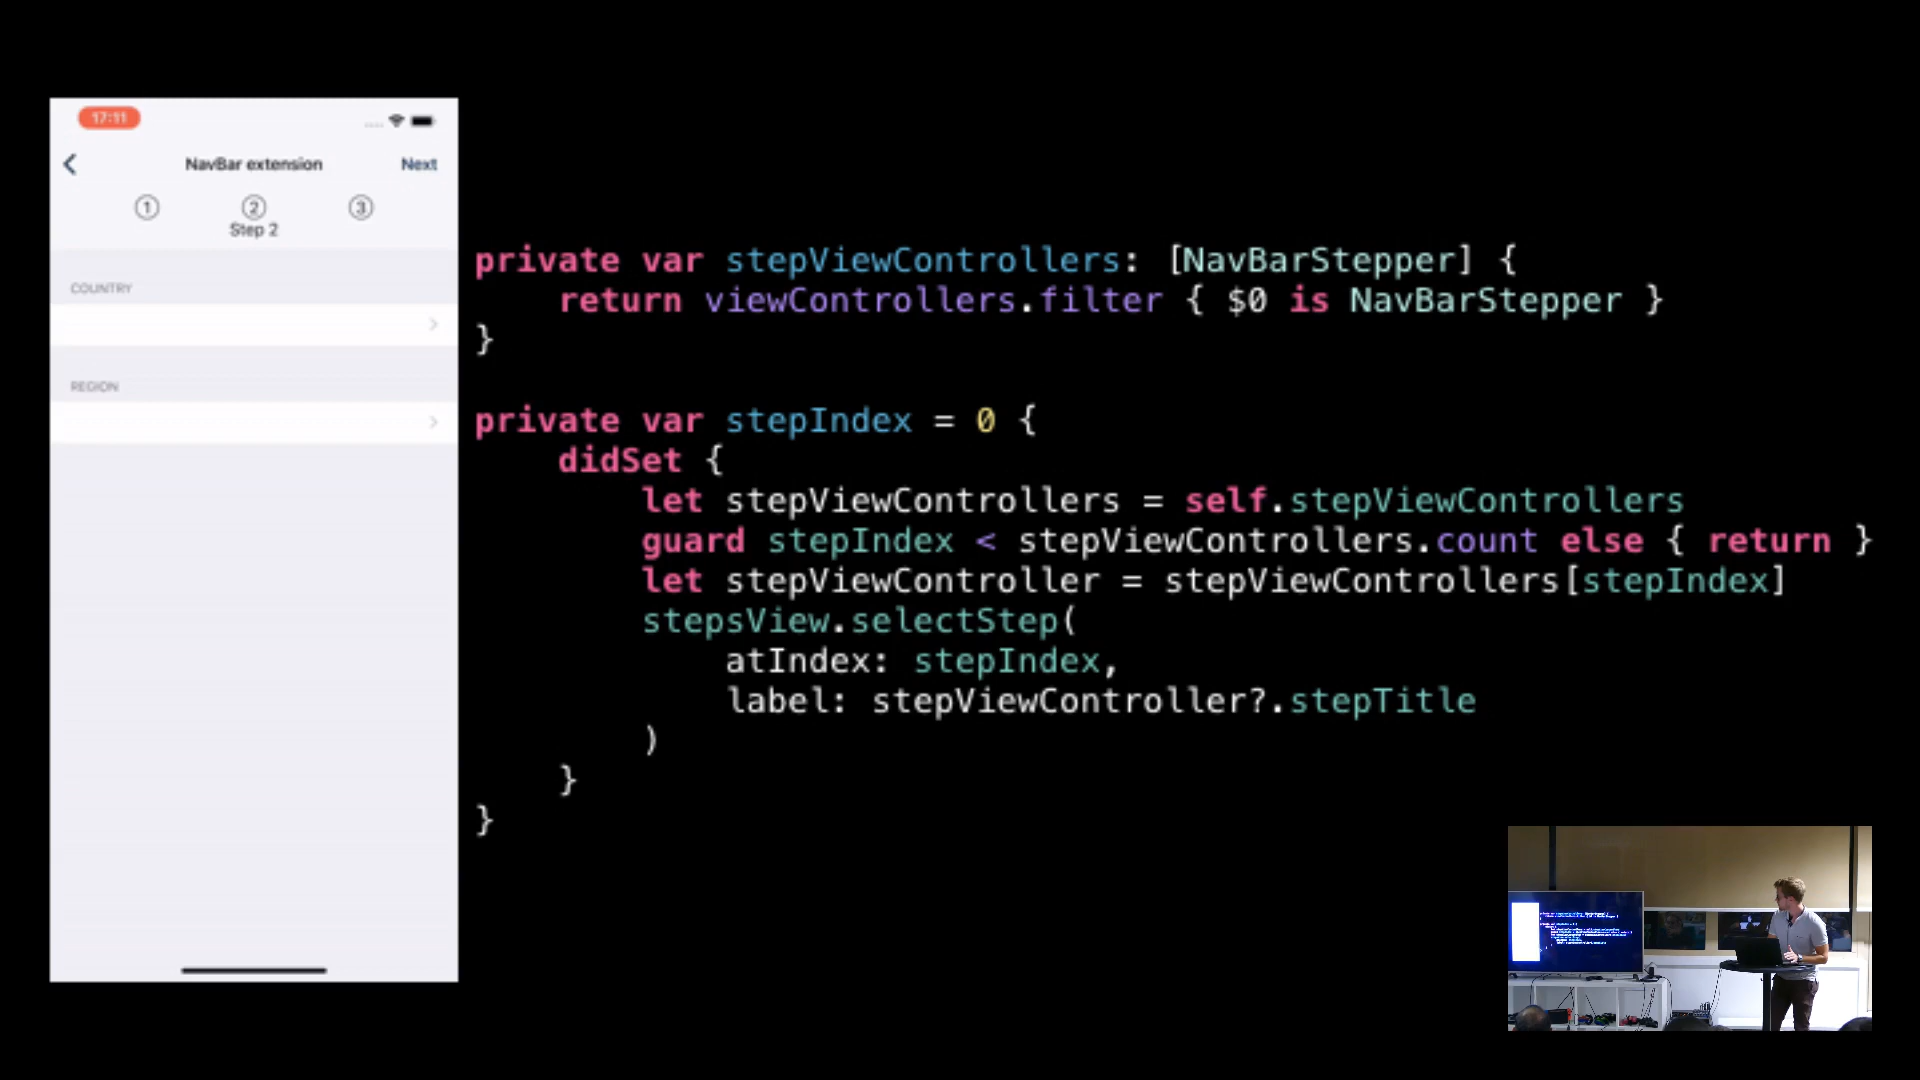 17:11
NavBar extension
Next
1 2 3
Step 2
COUNTRY
REGION
private var stepViewControllers: [NavBarStepper] {
    return viewControllers.filter { $0 is NavBarStepper }
}
private var stepIndex = 0 {
    didSet {
        let stepViewControllers = self.stepViewControllers
        guard stepIndex < stepViewControllers.count else { return }
        let stepViewController = stepViewControllers[stepIndex]
        stepsView.selectStep(
            atIndex: stepIndex,
            label: stepViewController?.stepTitle
        )
    }
}